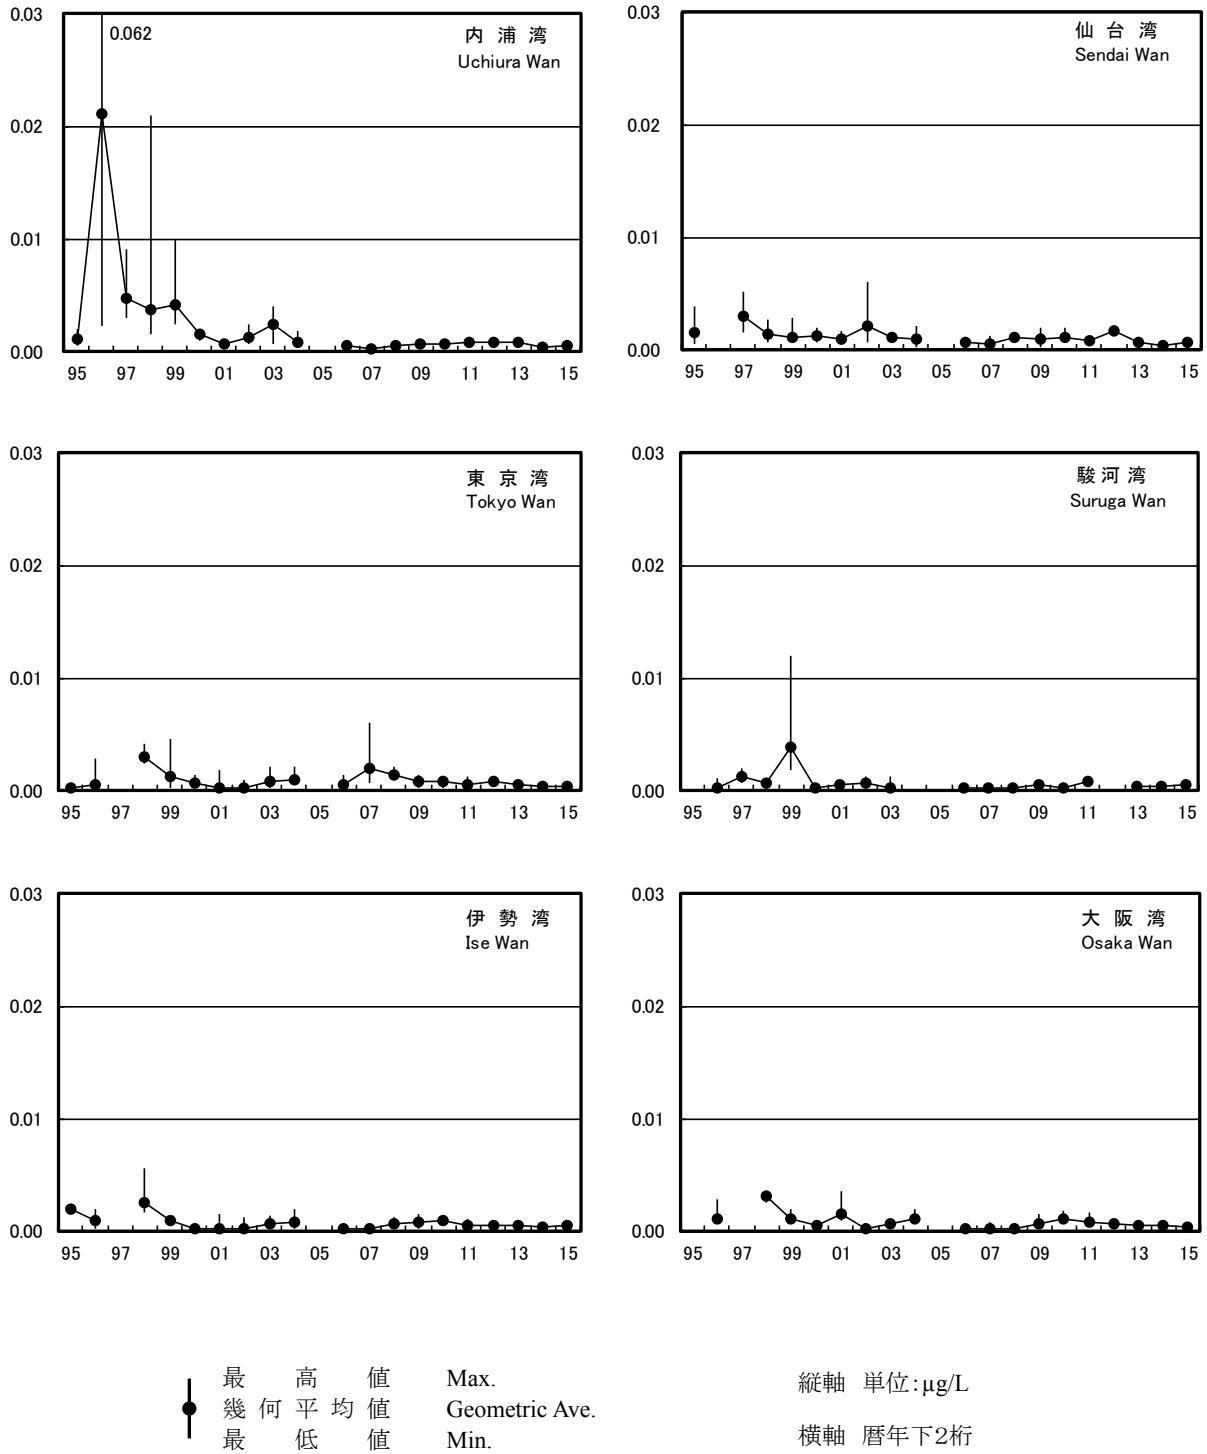 0.03
0.02
0.01
0.00
0.062
内浦湾
Uchiura Wan
95 97 99 01 03 05 07 09 11 13 15
0.03
0.02
0.01
0.00
仙台湾
Sendai Wan
95 97 99 01 03 05 07 09 11 13 15
0.03
0.02
0.01
0.00
東京湾
Tokyo Wan
95 97 99 01 03 05 07 09 11 13 15
0.03
0.02
0.01
0.00
駿河湾
Suruga Wan
95 97 99 01 03 05 07 09 11 13 15
0.03
0.02
0.01
0.00
伊勢湾
Ise Wan
95 97 99 01 03 05 07 09 11 13 15
0.03
0.02
0.01
0.00
大阪湾
Osaka Wan
95 97 99 01 03 05 07 09 11 13 15
最高値 Max.
幾何平均値 Geometric Ave.
最低値 Min.
縦軸 単位:µg/L
横軸 暦年下2桁